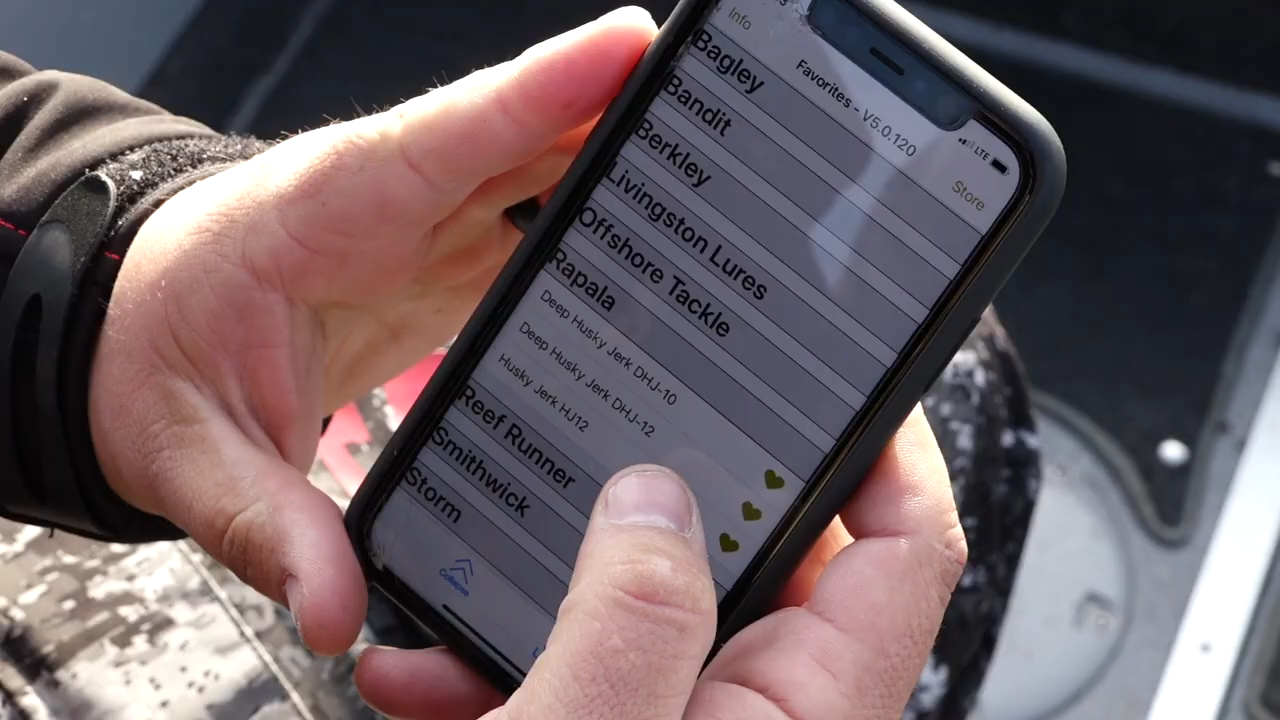 Info
Favorites - V5.0.120
LTE
Store
Bagley
Bandit
Berkley
Livingston Lures
Offshore Tackle
Rapala
Deep Husky Jerk DHJ-10
Deep Husky Jerk DHJ-12
Husky Jerk HJ12
Reef Runner
Smithwick
Storm
Collapse